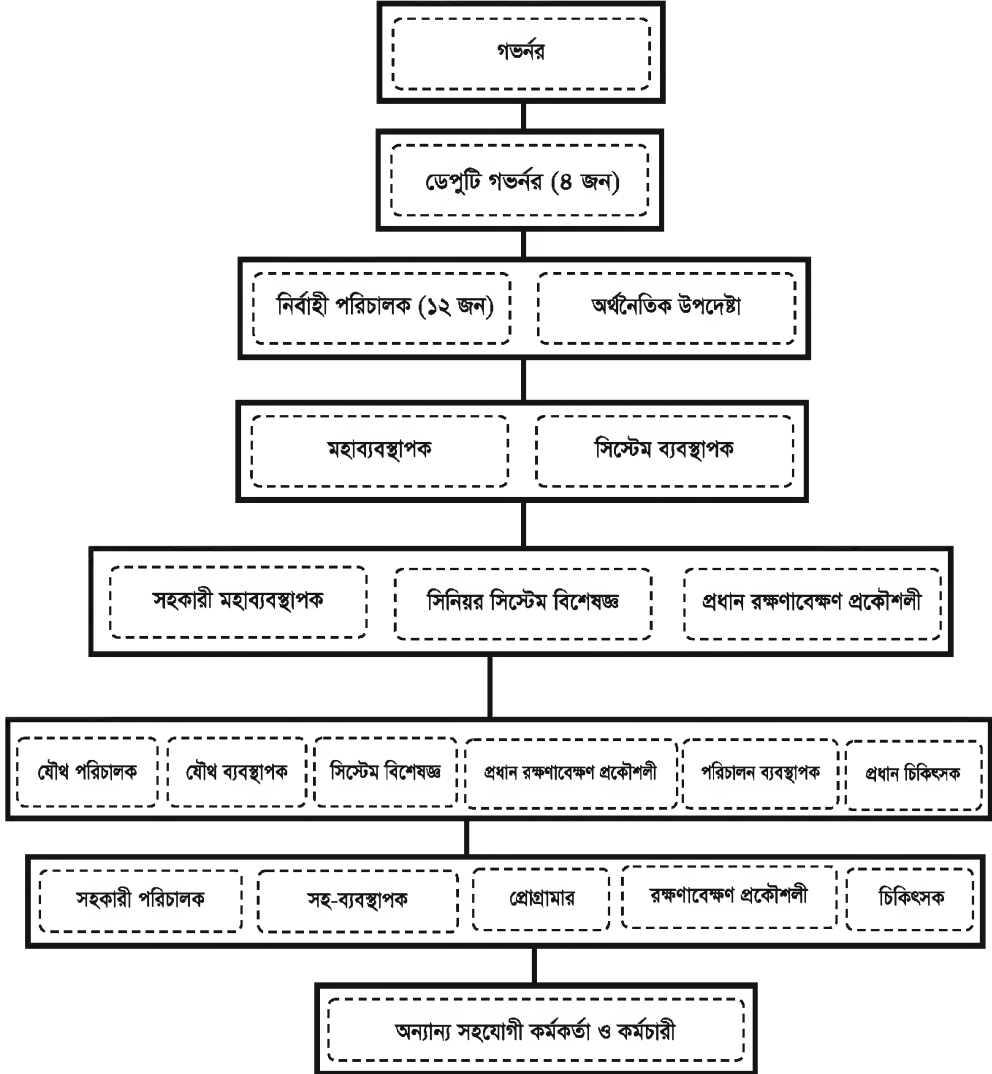 গভর্নর
ডেপুটি গভর্নর (৪ জন)
নির্বাহী পরিচালক (১২ জন) অর্থনৈতিক উপদেষ্টা
মহাব্যবস্থাপক সিস্টেম ব্যবস্থাপক
সহকারী মহাব্যবস্থাপক সিনিয়র সিস্টেম বিশেষজ্ঞ প্রধান রক্ষণাবেক্ষণ প্রকৌশলী
যৌথ পরিচালক যৌথ ব্যবস্থাপক সিস্টেম বিশেষজ্ঞ প্রধান রক্ষণাবেক্ষণ প্রকৌশলী পরিচালন ব্যবস্থাপক প্রধান চিকিৎসক
সহকারী পরিচালক সহ-ব্যবস্থাপক প্রোগ্রামার রক্ষণাবেক্ষণ প্রকৌশলী চিকিৎসক
অন্যান্য সহযোগী কর্মকর্তা ও কর্মচারী